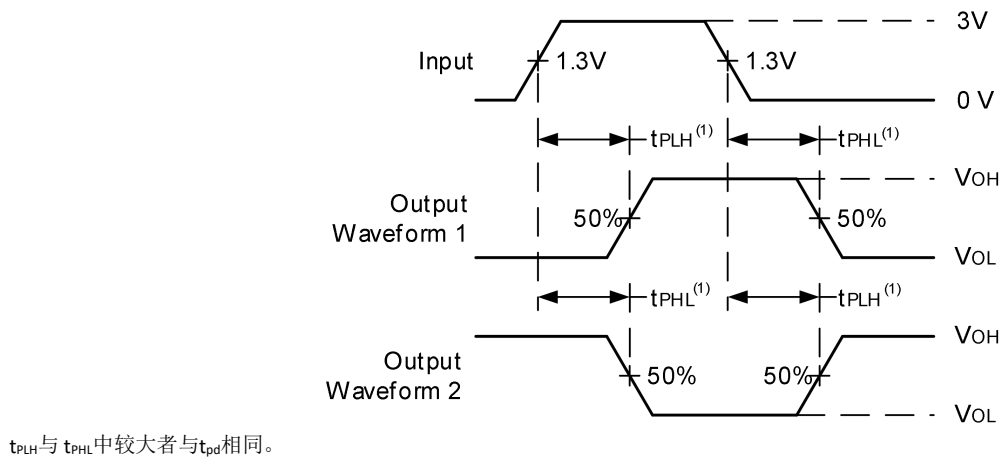 3V
Input
1.3V
1.3V
0 V
tPLH(1)
tPHL(1)
VOH
Output
Waveform 1
50%
50%
VOL
tPHL(1)
tPLH(1)
VOH
Output
Waveform 2
50%
50%
VOL
tPLH与 tPHL中较大者与tpd相同。